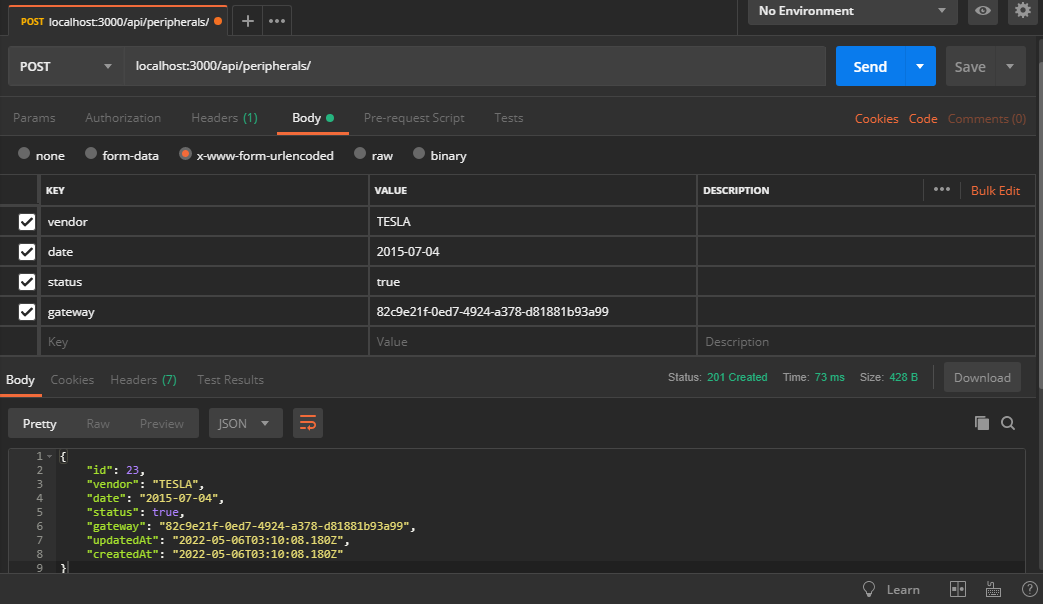 POST localhost:3000/api/peripherals/ No Environment
POST localhost:3000/api/peripherals/ Send Save
Params Authorization Headers (1) Body Pre-request Script Tests Cookies Code Comments (0)
none form-data x-www-form-urlencoded raw binary
KEY VALUE DESCRIPTION ••• Bulk Edit
vendor TESLA
date 2015-07-04
status true
gateway 82c9e21f-0ed7-4924-a378-d81881b93a99
Key Value Description
Body Cookies Headers (7) Test Results Status: 201 Created Time: 73 ms Size: 428 B Download
Pretty Raw Preview JSON
1 {
2 "id": 23,
3 "vendor": "TESLA",
4 "date": "2015-07-04",
5 "status": true,
6 "gateway": "82c9e21f-0ed7-4924-a378-d81881b93a99",
7 "updatedAt": "2022-05-06T03:10:08.180Z",
8 "createdAt": "2022-05-06T03:10:08.180Z"
9 }
Learn